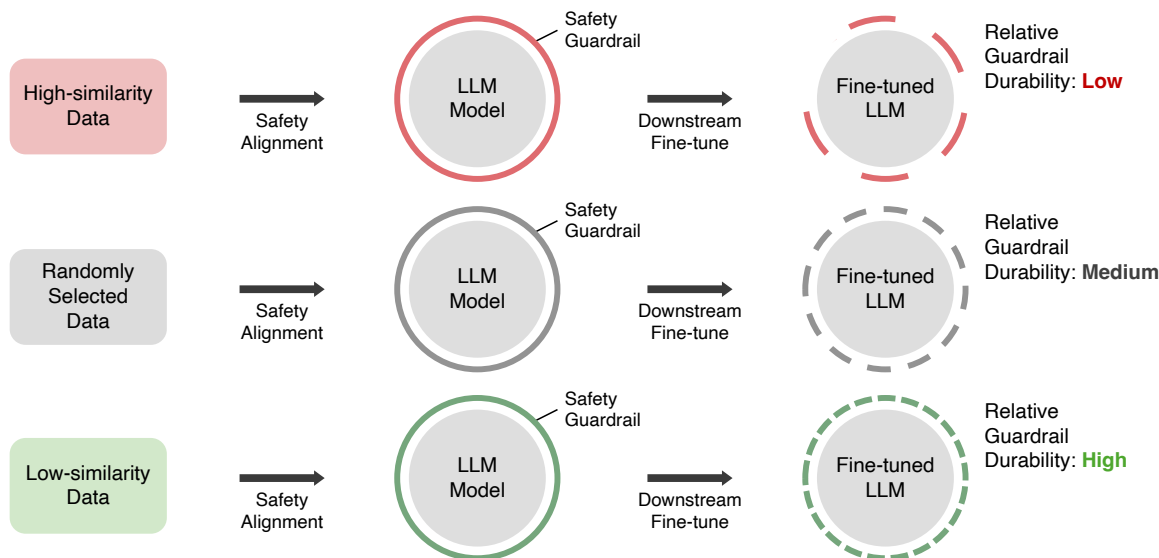 High-similarity
Data
Safety
Alignment
LLM
Model
Safety
Guardrail
Downstream
Fine-tune
Fine-tuned
LLM
Relative
Guardrail
Durability: Low
Randomly
Selected
Data
Safety
Alignment
LLM
Model
Safety
Guardrail
Downstream
Fine-tune
Fine-tuned
LLM
Relative
Guardrail
Durability: Medium
Low-similarity
Data
Safety
Alignment
LLM
Model
Safety
Guardrail
Downstream
Fine-tune
Fine-tuned
LLM
Relative
Guardrail
Durability: High